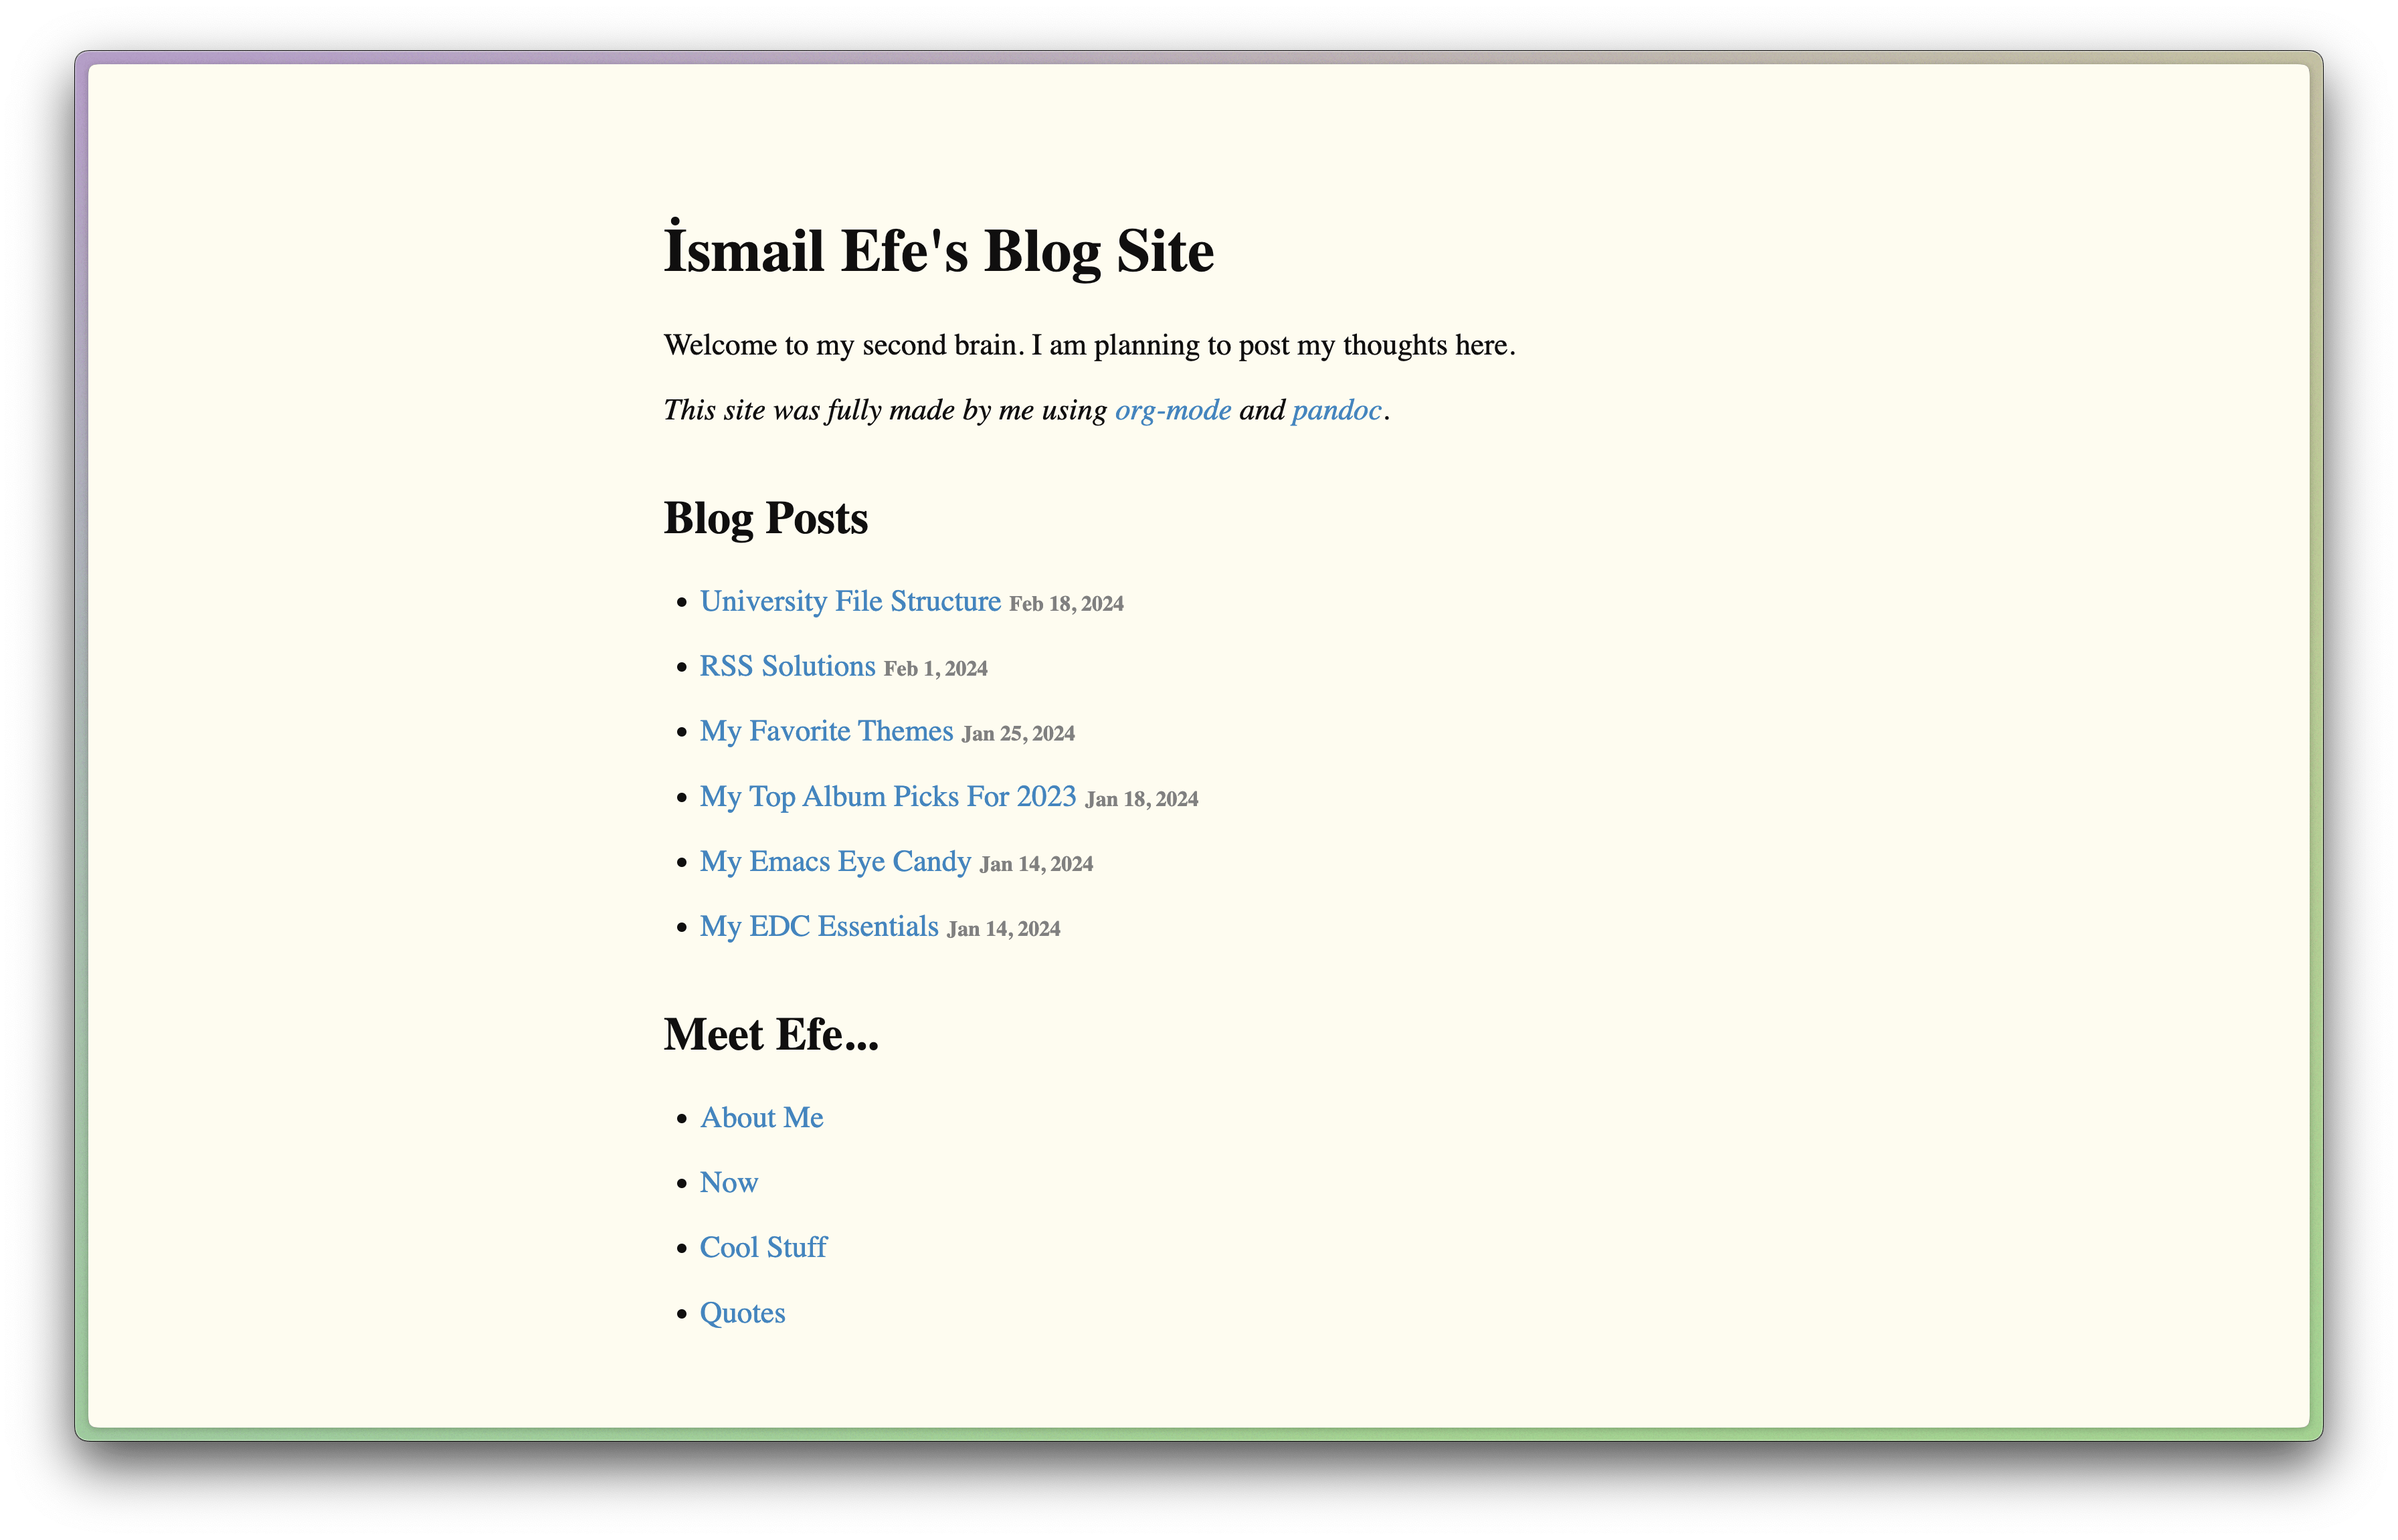 İsmail Efe's Blog Site
Welcome to my second brain. I am planning to post my thoughts here.
This site was fully made by me using org-mode and pandoc.
Blog Posts
• University File Structure Feb 18, 2024
• RSS Solutions Feb 1, 2024
• My Favorite Themes Jan 25, 2024
• My Top Album Picks For 2023 Jan 18, 2024
• My Emacs Eye Candy Jan 14, 2024
• My EDC Essentials Jan 14, 2024
Meet Efe...
• About Me
• Now
• Cool Stuff
• Quotes